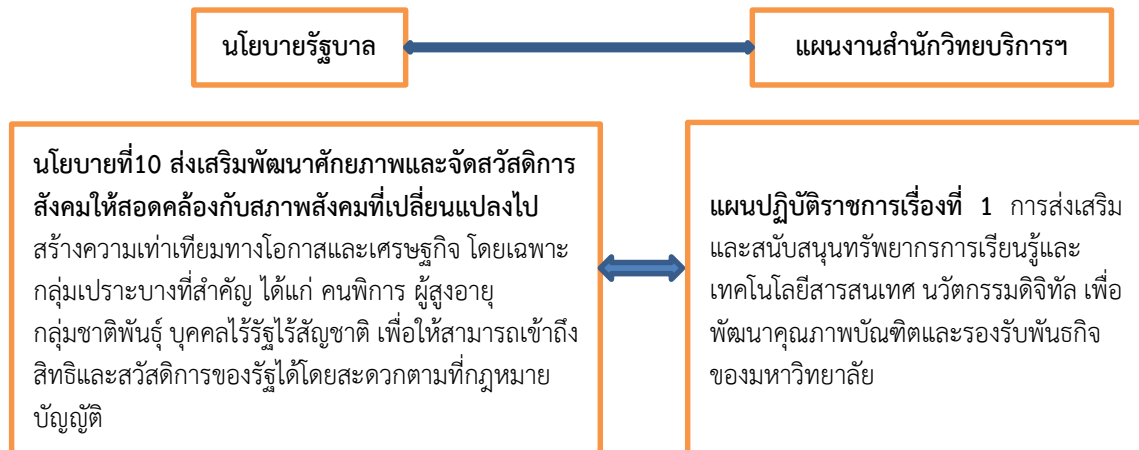 นโยบายรัฐบาล
แผนงานสำนักวิทยบริการฯ
นโยบายที่10 ส่งเสริมพัฒนาศักยภาพและจัดสวัสดิการ
สังคมให้สอดคล้องกับสภาพสังคมที่เปลี่ยนแปลงไป
สร้างความเท่าเทียมทางโอกาสและเศรษฐกิจ โดยเฉพาะ
กลุ่มเปราะบางที่สำคัญ ได้แก่ คนพิการ ผู้สูงอายุ
กลุ่มชาติพันธุ์ บุคคลไร้รัฐไร้สัญชาติ เพื่อให้สามารถเข้าถึง
สิทธิและสวัสดิการของรัฐได้โดยสะดวกตามที่กฎหมาย
บัญญัติ
แผนปฏิบัติราชการเรื่องที่ 1 การส่งเสริม
และสนับสนุนทรัพยากรการเรียนรู้และ
เทคโนโลยีสารสนเทศ นวัตกรรมดิจิทัล เพื่อ
พัฒนาคุณภาพบัณฑิตและรองรับพันธกิจ
ของมหาวิทยาลัย